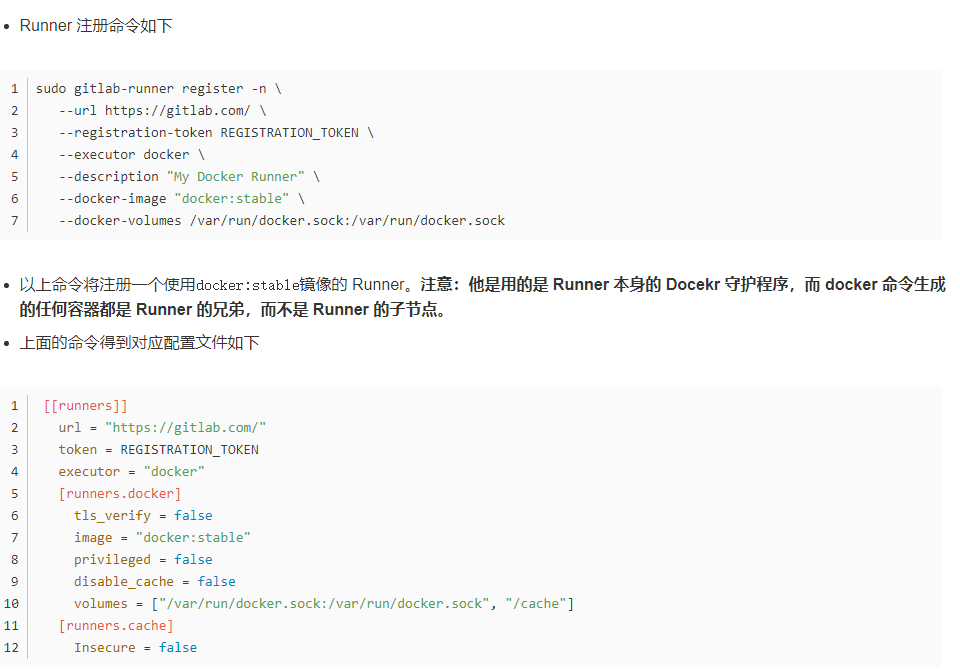 • Runner 注册命令如下
1 sudo gitlab-runner register -n \
2    --url https://gitlab.com/ \
3    --registration-token REGISTRATION_TOKEN \
4    --executor docker \
5    --description "My Docker Runner" \
6    --docker-image "docker:stable" \
7    --docker-volumes /var/run/docker.sock:/var/run/docker.sock
• 以上命令将注册一个使用docker:stable镜像的 Runner。注意：他是用的是 Runner 本身的 Docekr 守护程序，而 docker 命令生成
的任何容器都是 Runner 的兄弟，而不是 Runner 的子节点。
• 上面的命令得到对应配置文件如下
1  [[runners]]
2    url = "https://gitlab.com/"
3    token = REGISTRATION_TOKEN
4    executor = "docker"
5    [runners.docker]
6      tls_verify = false
7      image = "docker:stable"
8      privileged = false
9      disable_cache = false
10      volumes = ["/var/run/docker.sock:/var/run/docker.sock", "/cache"]
11    [runners.cache]
12      Insecure = false